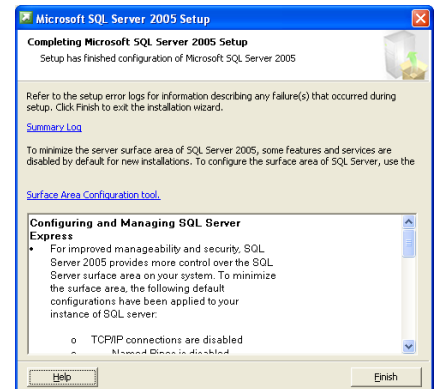 Microsoft SQL Server 2005 Setup
Completing Microsoft SQL Server 2005 Setup
Setup has finished configuration of Microsoft SQL Server 2005
Refer to the setup error logs for information describing any failure(s) that occurred during
setup. Click Finish to exit the installation wizard.
Summary Log
To minimize the server surface area of SQL Server 2005, some features and services are
disabled by default for new installations. To configure the surface area of SQL Server, use the
Surface Area Configuration tool.
Configuring and Managing SQL Server
Express
• For improved manageability and security, SQL
Server 2005 provides more control over the SQL
Server surface area on your system. To minimize
the surface area, the following default
configurations have been applied to your
instance of SQL server:
o TCP/IP connections are disabled
o Named Pipes is disabled
Help
Finish